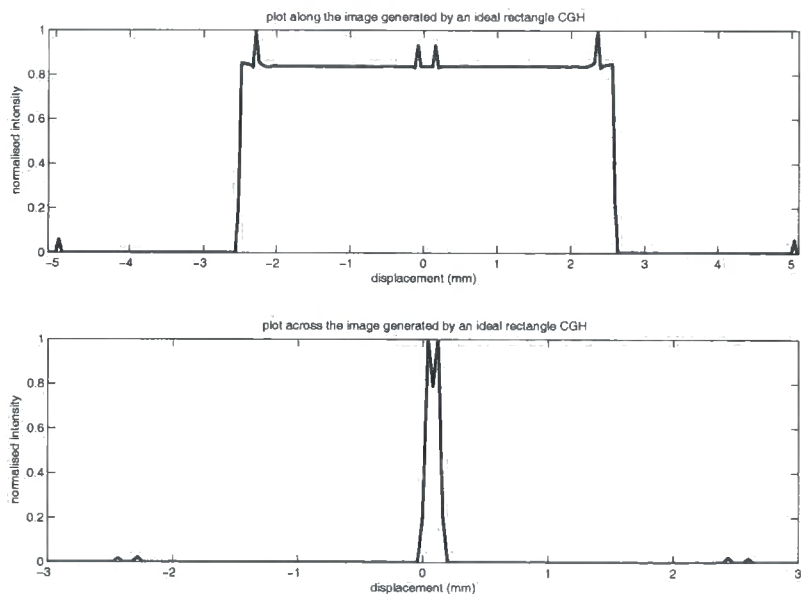 plot along the image generated by an ideal rectangle CGH
1
0.8
0.6
0.4
0.2
0
normalised intensity
−5 −4 −3 −2 −1 0 1 2 3 4 5
displacement (mm)
plot across the image generated by an ideal rectangle CGH
1
0.8
0.6
0.4
0.2
0
normalised intensity
−3 −2 −1 0 1 2 3
displacement (mm)